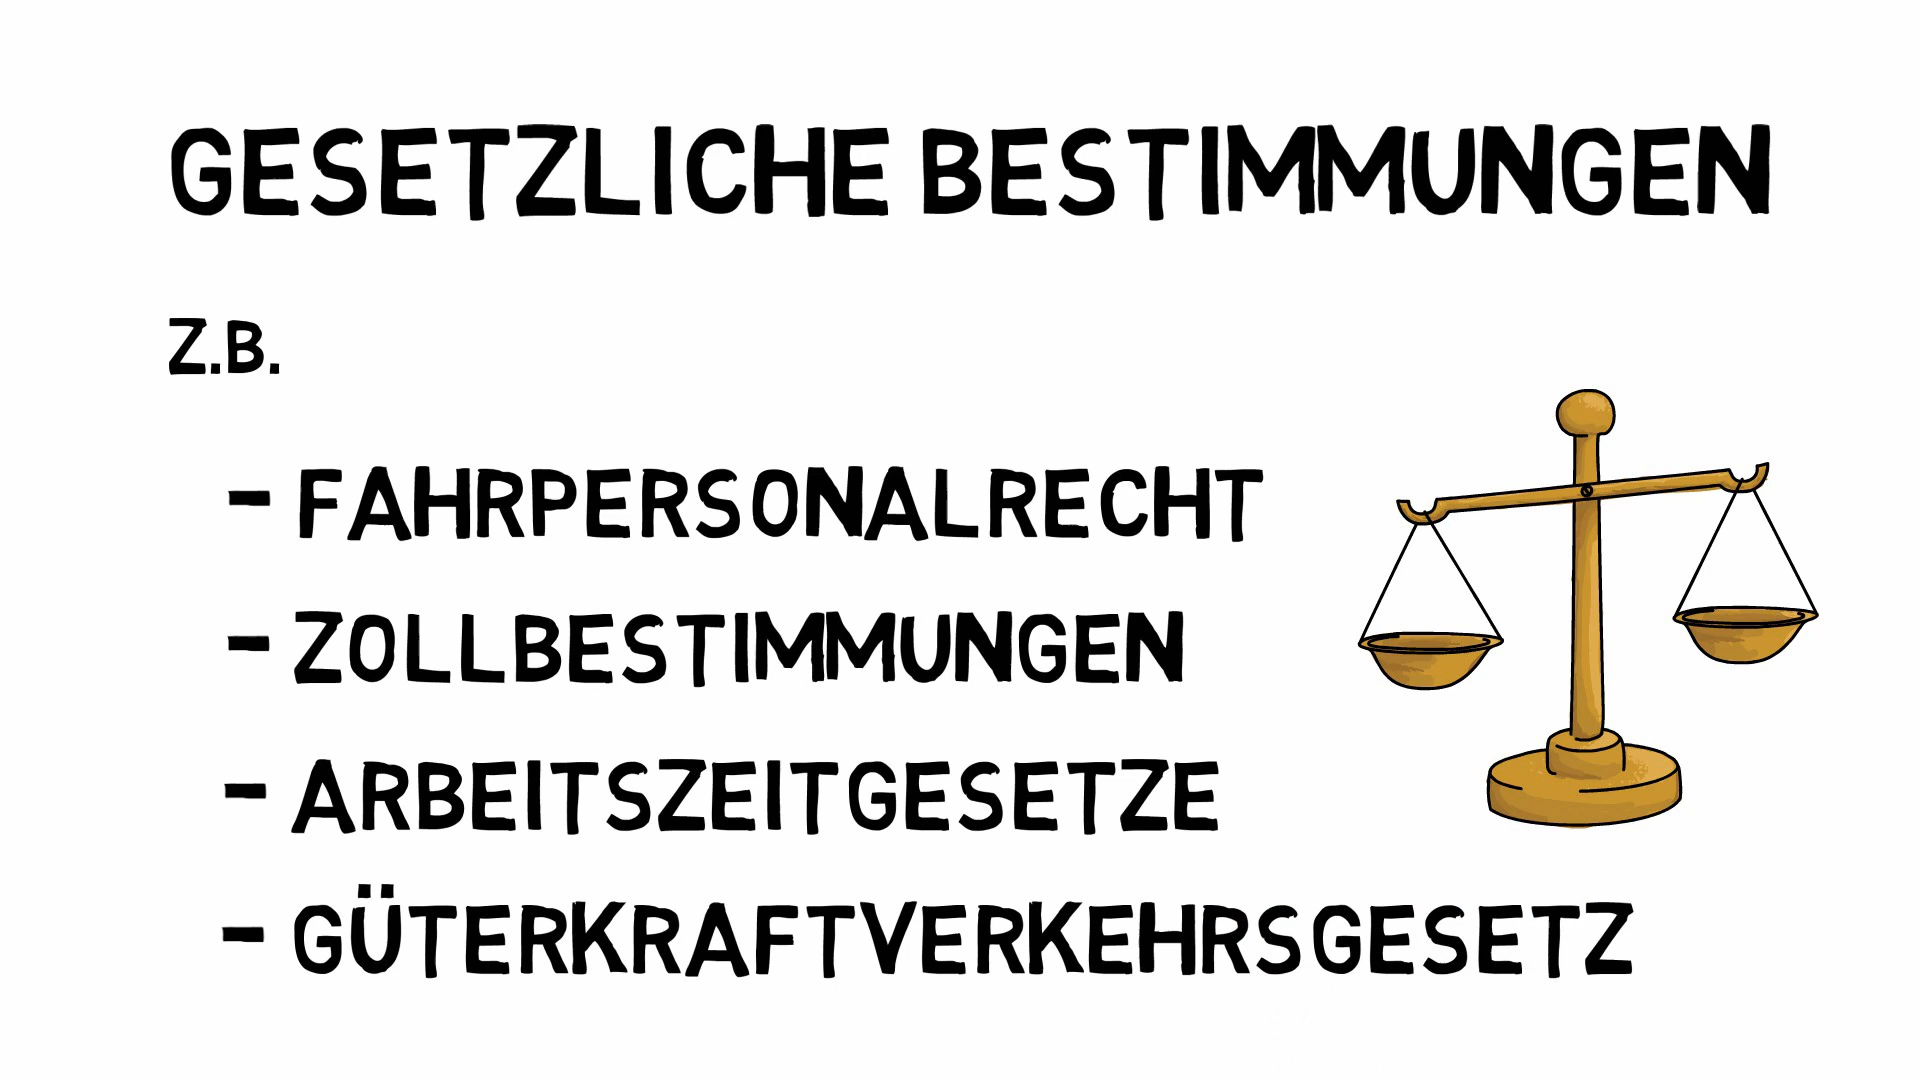 GESETZLICHE BESTIMMUNGEN
Z.B.
- FAHRPERSONALRECHT
- ZOLLBESTIMMUNGEN
- ARBEITSZEITGESETZE
- GÜTERKRAFTVERKEHRSGESETZ